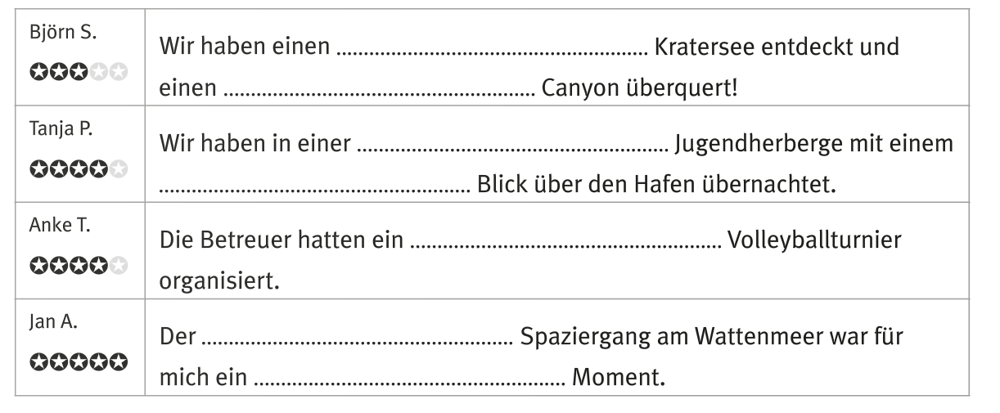 Björn S.
Wir haben einen ........................................................ Kratersee entdeckt und
einen ........................................................ Canyon überquert!
Tanja P.
Wir haben in einer ........................................................ Jugendherberge mit einem
........................................................ Blick über den Hafen übernachtet.
Anke T.
Die Betreuer hatten ein ........................................................ Volleyballturnier
organisiert.
Jan A.
Der ........................................................ Spaziergang am Wattenmeer war für
mich ein ........................................................ Moment.